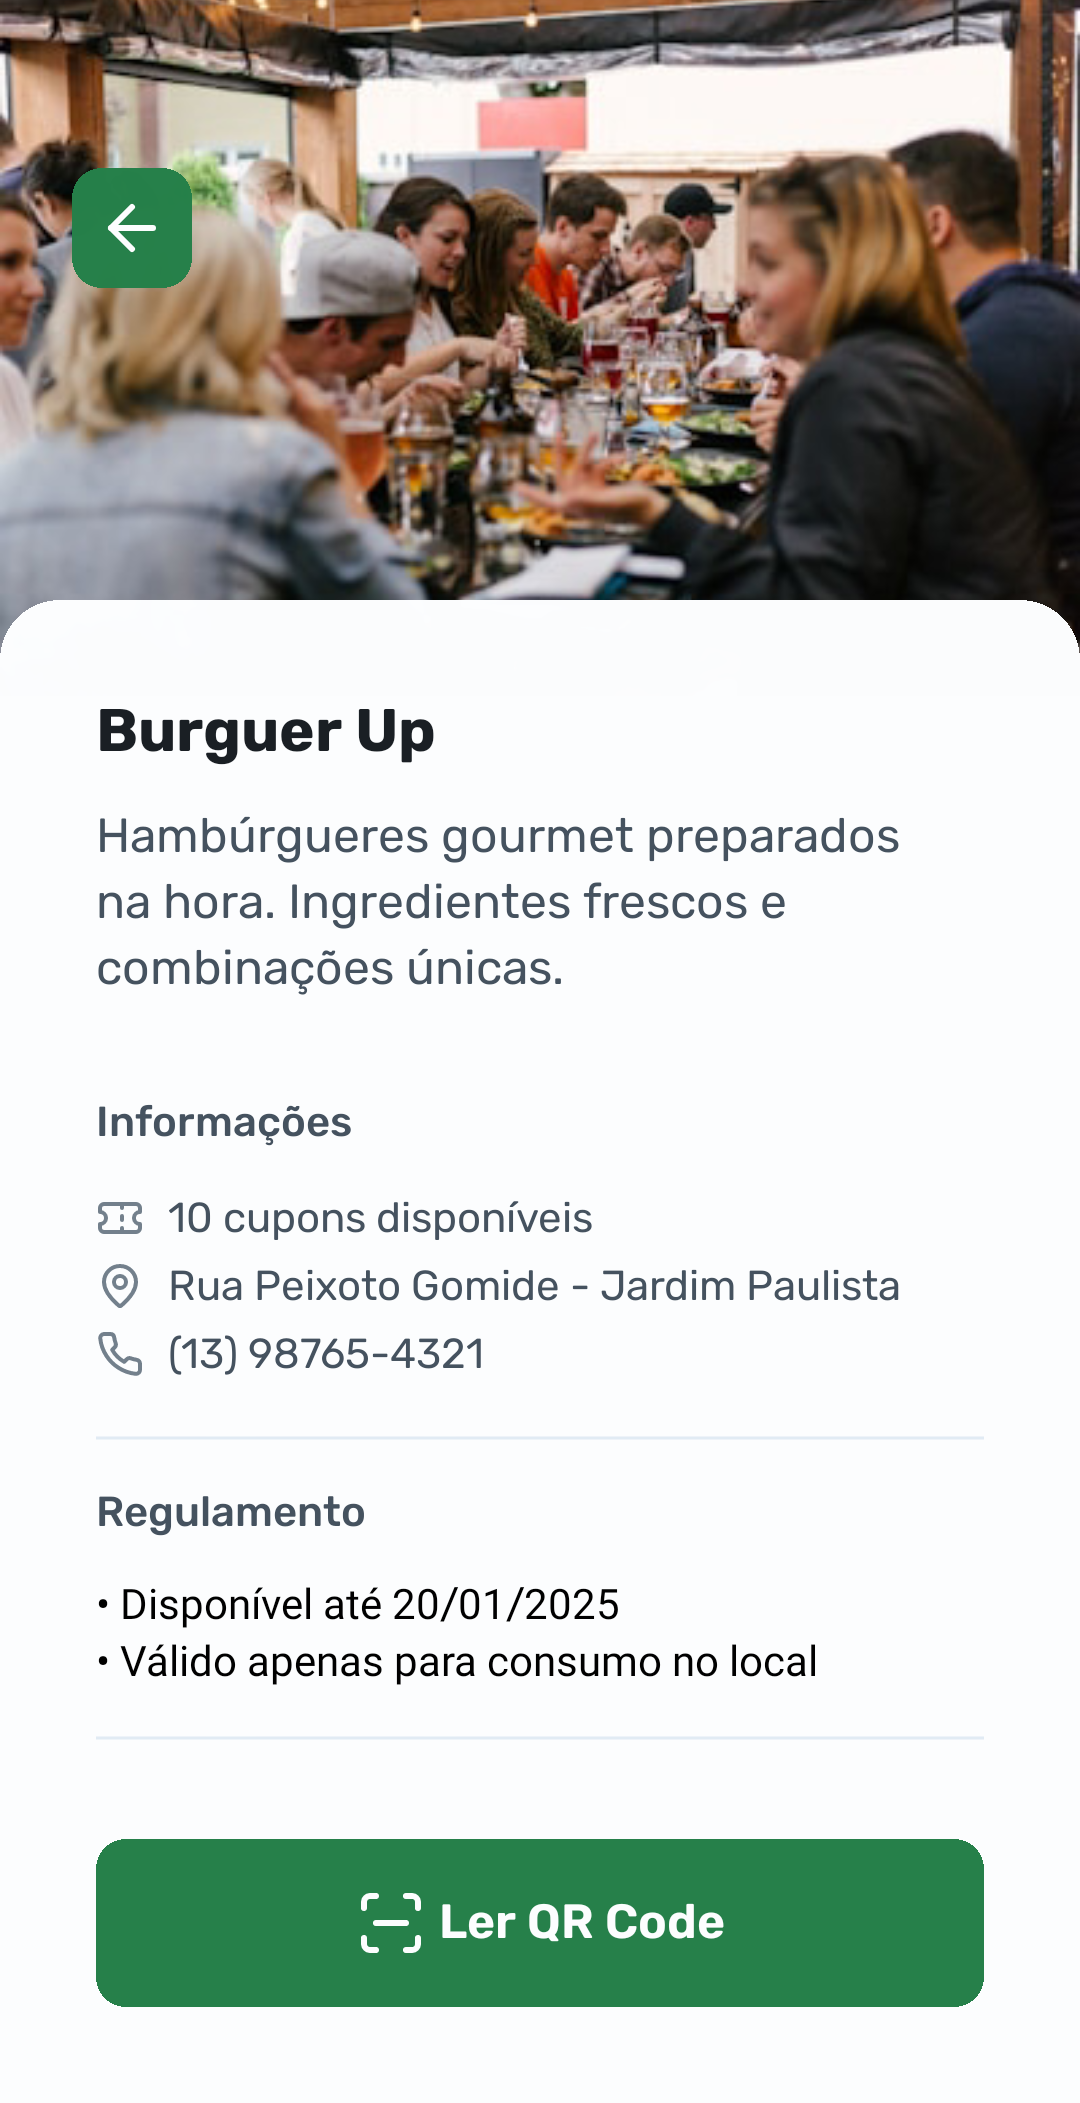 Burguer Up
Hambúrgueres gourmet preparados
na hora. Ingredientes frescos e
combinações únicas.
Informações
10 cupons disponíveis
Rua Peixoto Gomide - Jardim Paulista
(13) 98765-4321
Regulamento
• Disponível até 20/01/2025
• Válido apenas para consumo no local
Ler QR Code